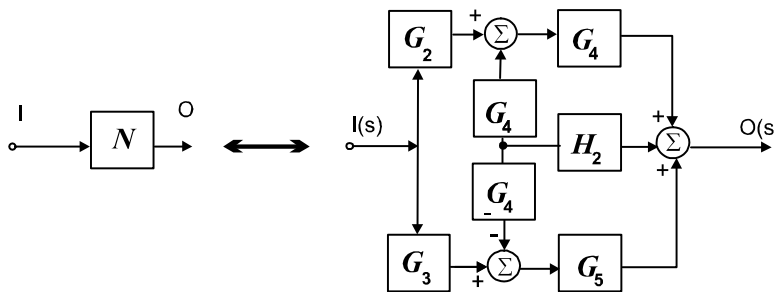 G2
+
Σ
G4
I
O
N
I(s)
G4
H2
+
Σ
O(s
+
G4
-
-
G3
+
Σ
G5